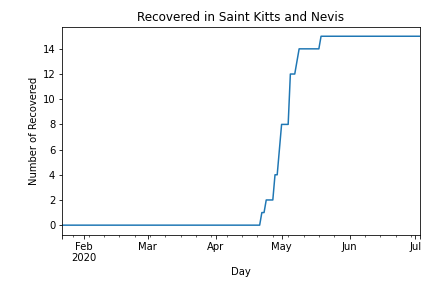 Recovered in Saint Kitts and Nevis
Number of Recovered
14
12
10
8
6
4
2
0
Feb
2020
Mar
Apr
May
Jun
Jul
Day